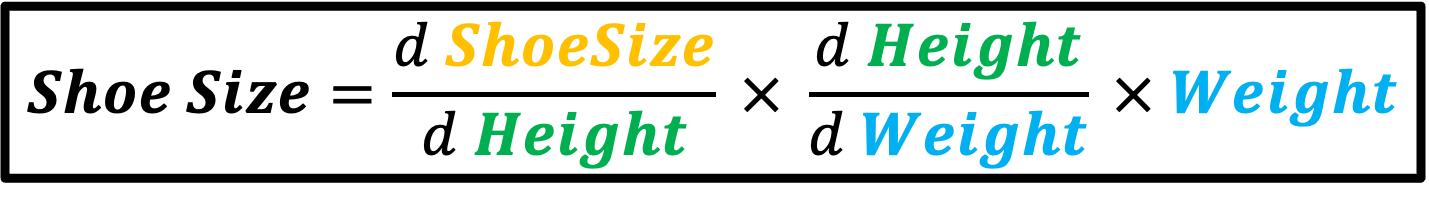 Shoe Size = d ShoeSize / d Height × d Height / d Weight × Weight